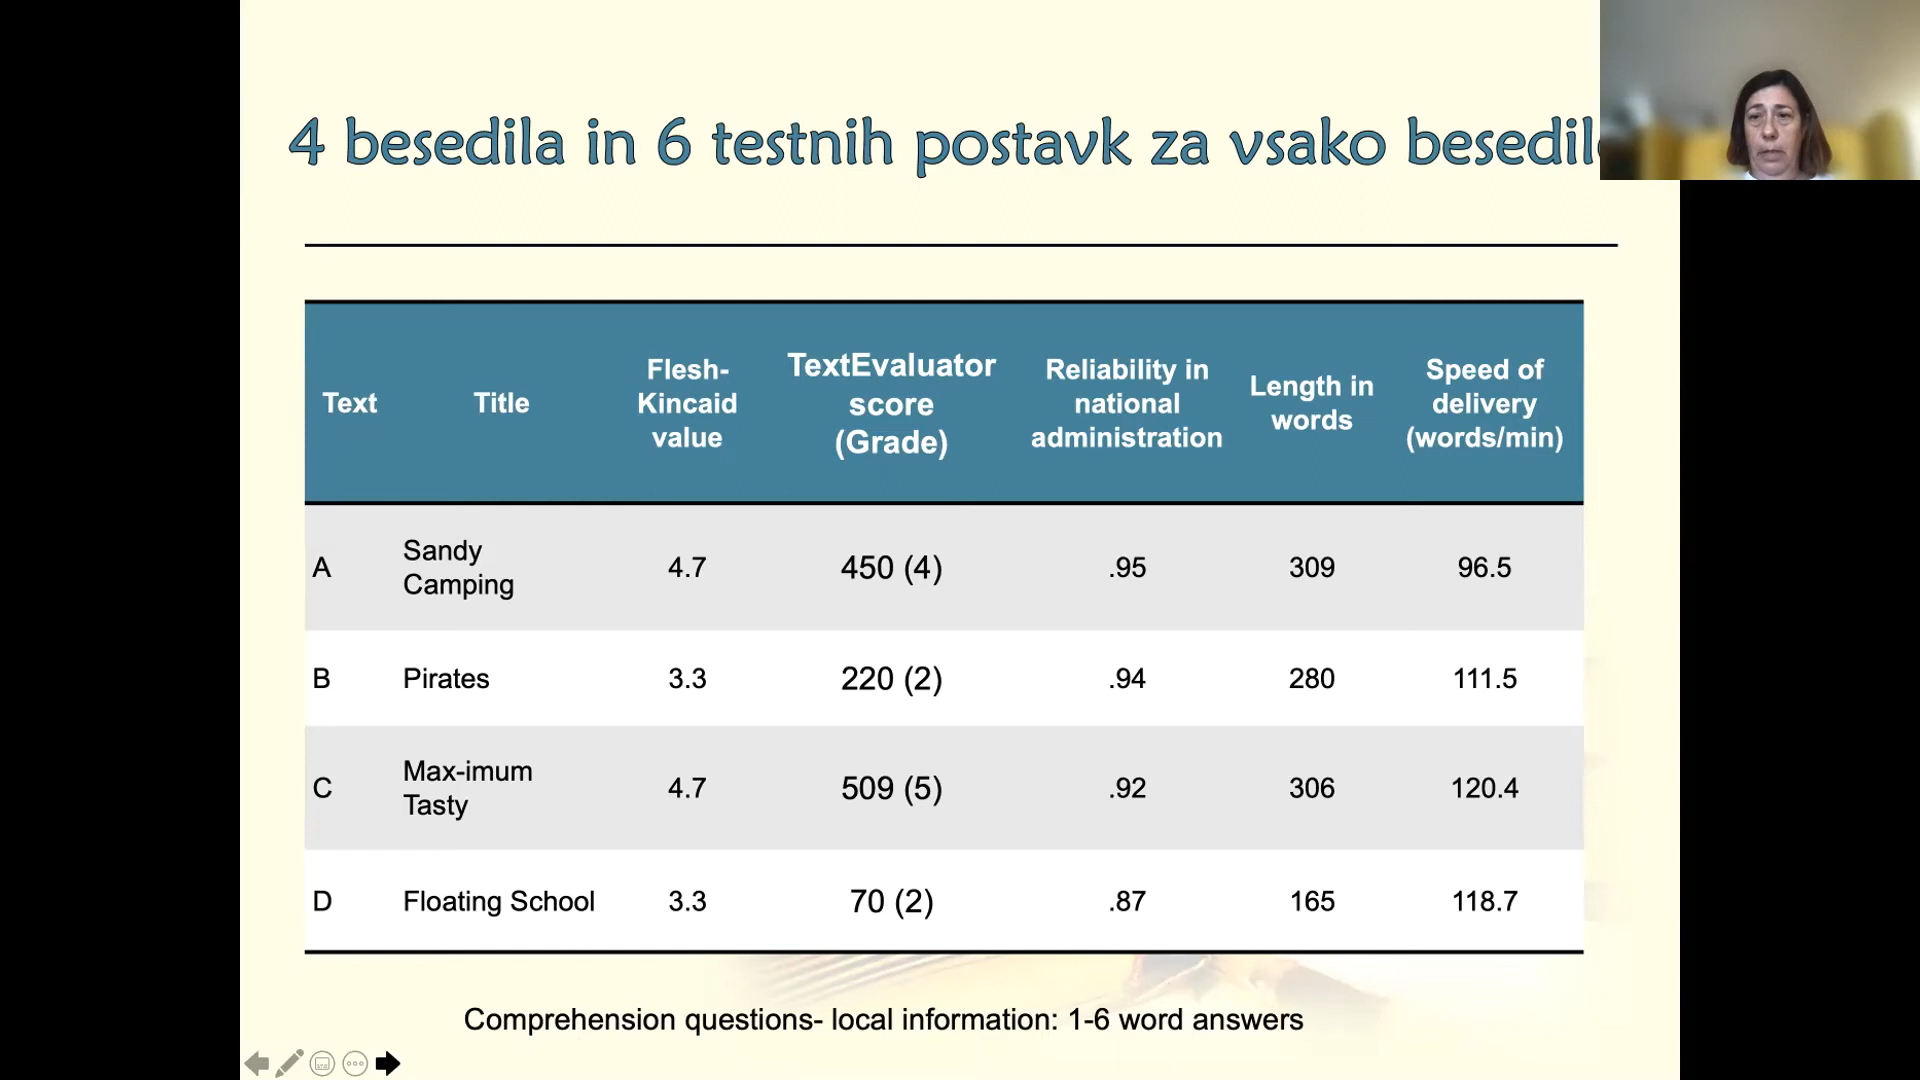 4 besedila in 6 testnih postavk za vsako
Text
Title
Flesh-
Kincaid
value
TextEvaluator
score
(Grade)
Reliability in
national
administration
Length in
words
Speed of
delivery
(words/min)
A
Sandy
Camping
4.7
450 (4)
.95
309
96.5
B
Pirates
3.3
220 (2)
.94
280
111.5
C
Max-imum
Tasty
4.7
509 (5)
.92
306
120.4
D
Floating School
3.3
70 (2)
.87
165
118.7
Comprehension questions- local information: 1-6 word answers